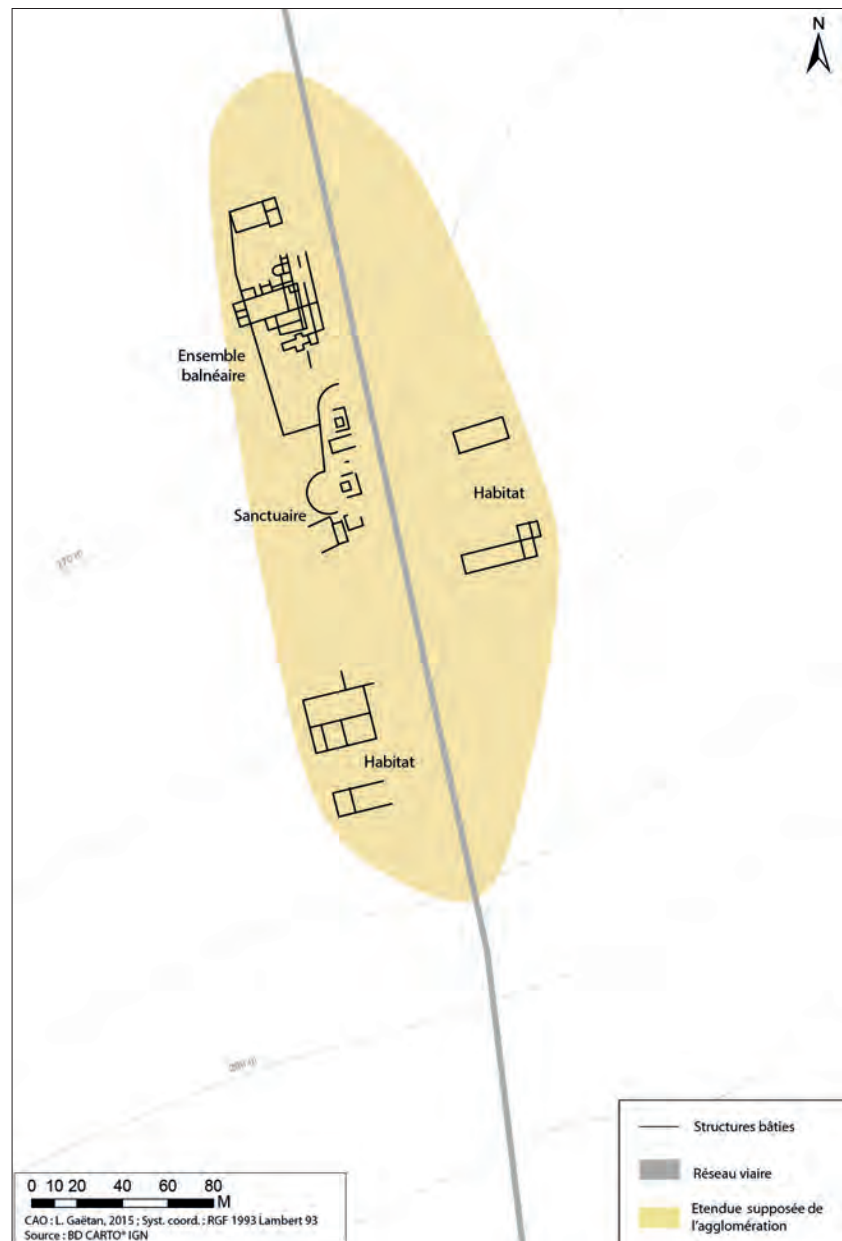 N
Ensemble
balnéaire
Habitat
Sanctuaire
Habitat
0 10 20 40 60 80
M
CAO : L. Gaëtan, 2015 ; Syst. coord. : RGF 1993 Lambert 93
Source : BD CARTO® IGN
Structures bâties
Réseau viaire
Etendue supposée de
l'agglomération